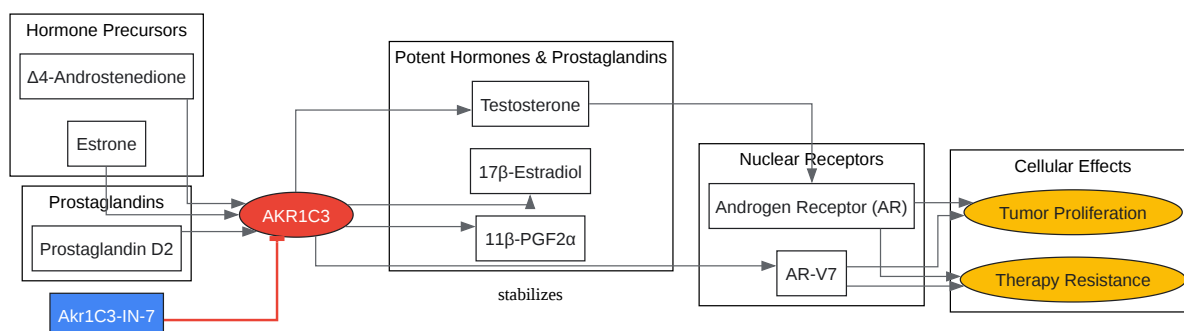 Hormone Precursors
Δ4-Androstenedione
Estrone
Prostaglandins
Prostaglandin D2
Akr1C3-IN-7
AKR1C3
Potent Hormones & Prostaglandins
Testosterone
17β-Estradiol
11β-PGF2α
stabilizes
Nuclear Receptors
Androgen Receptor (AR)
AR-V7
Cellular Effects
Tumor Proliferation
Therapy Resistance